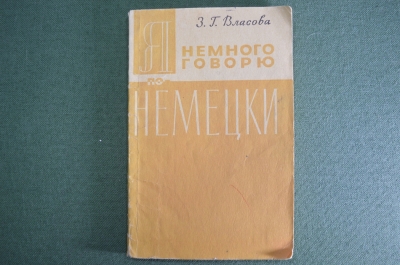 З. Г. Власова
Я НЕМНОГО
ГОВОРЮ
по-
НЕМЕЦКИ